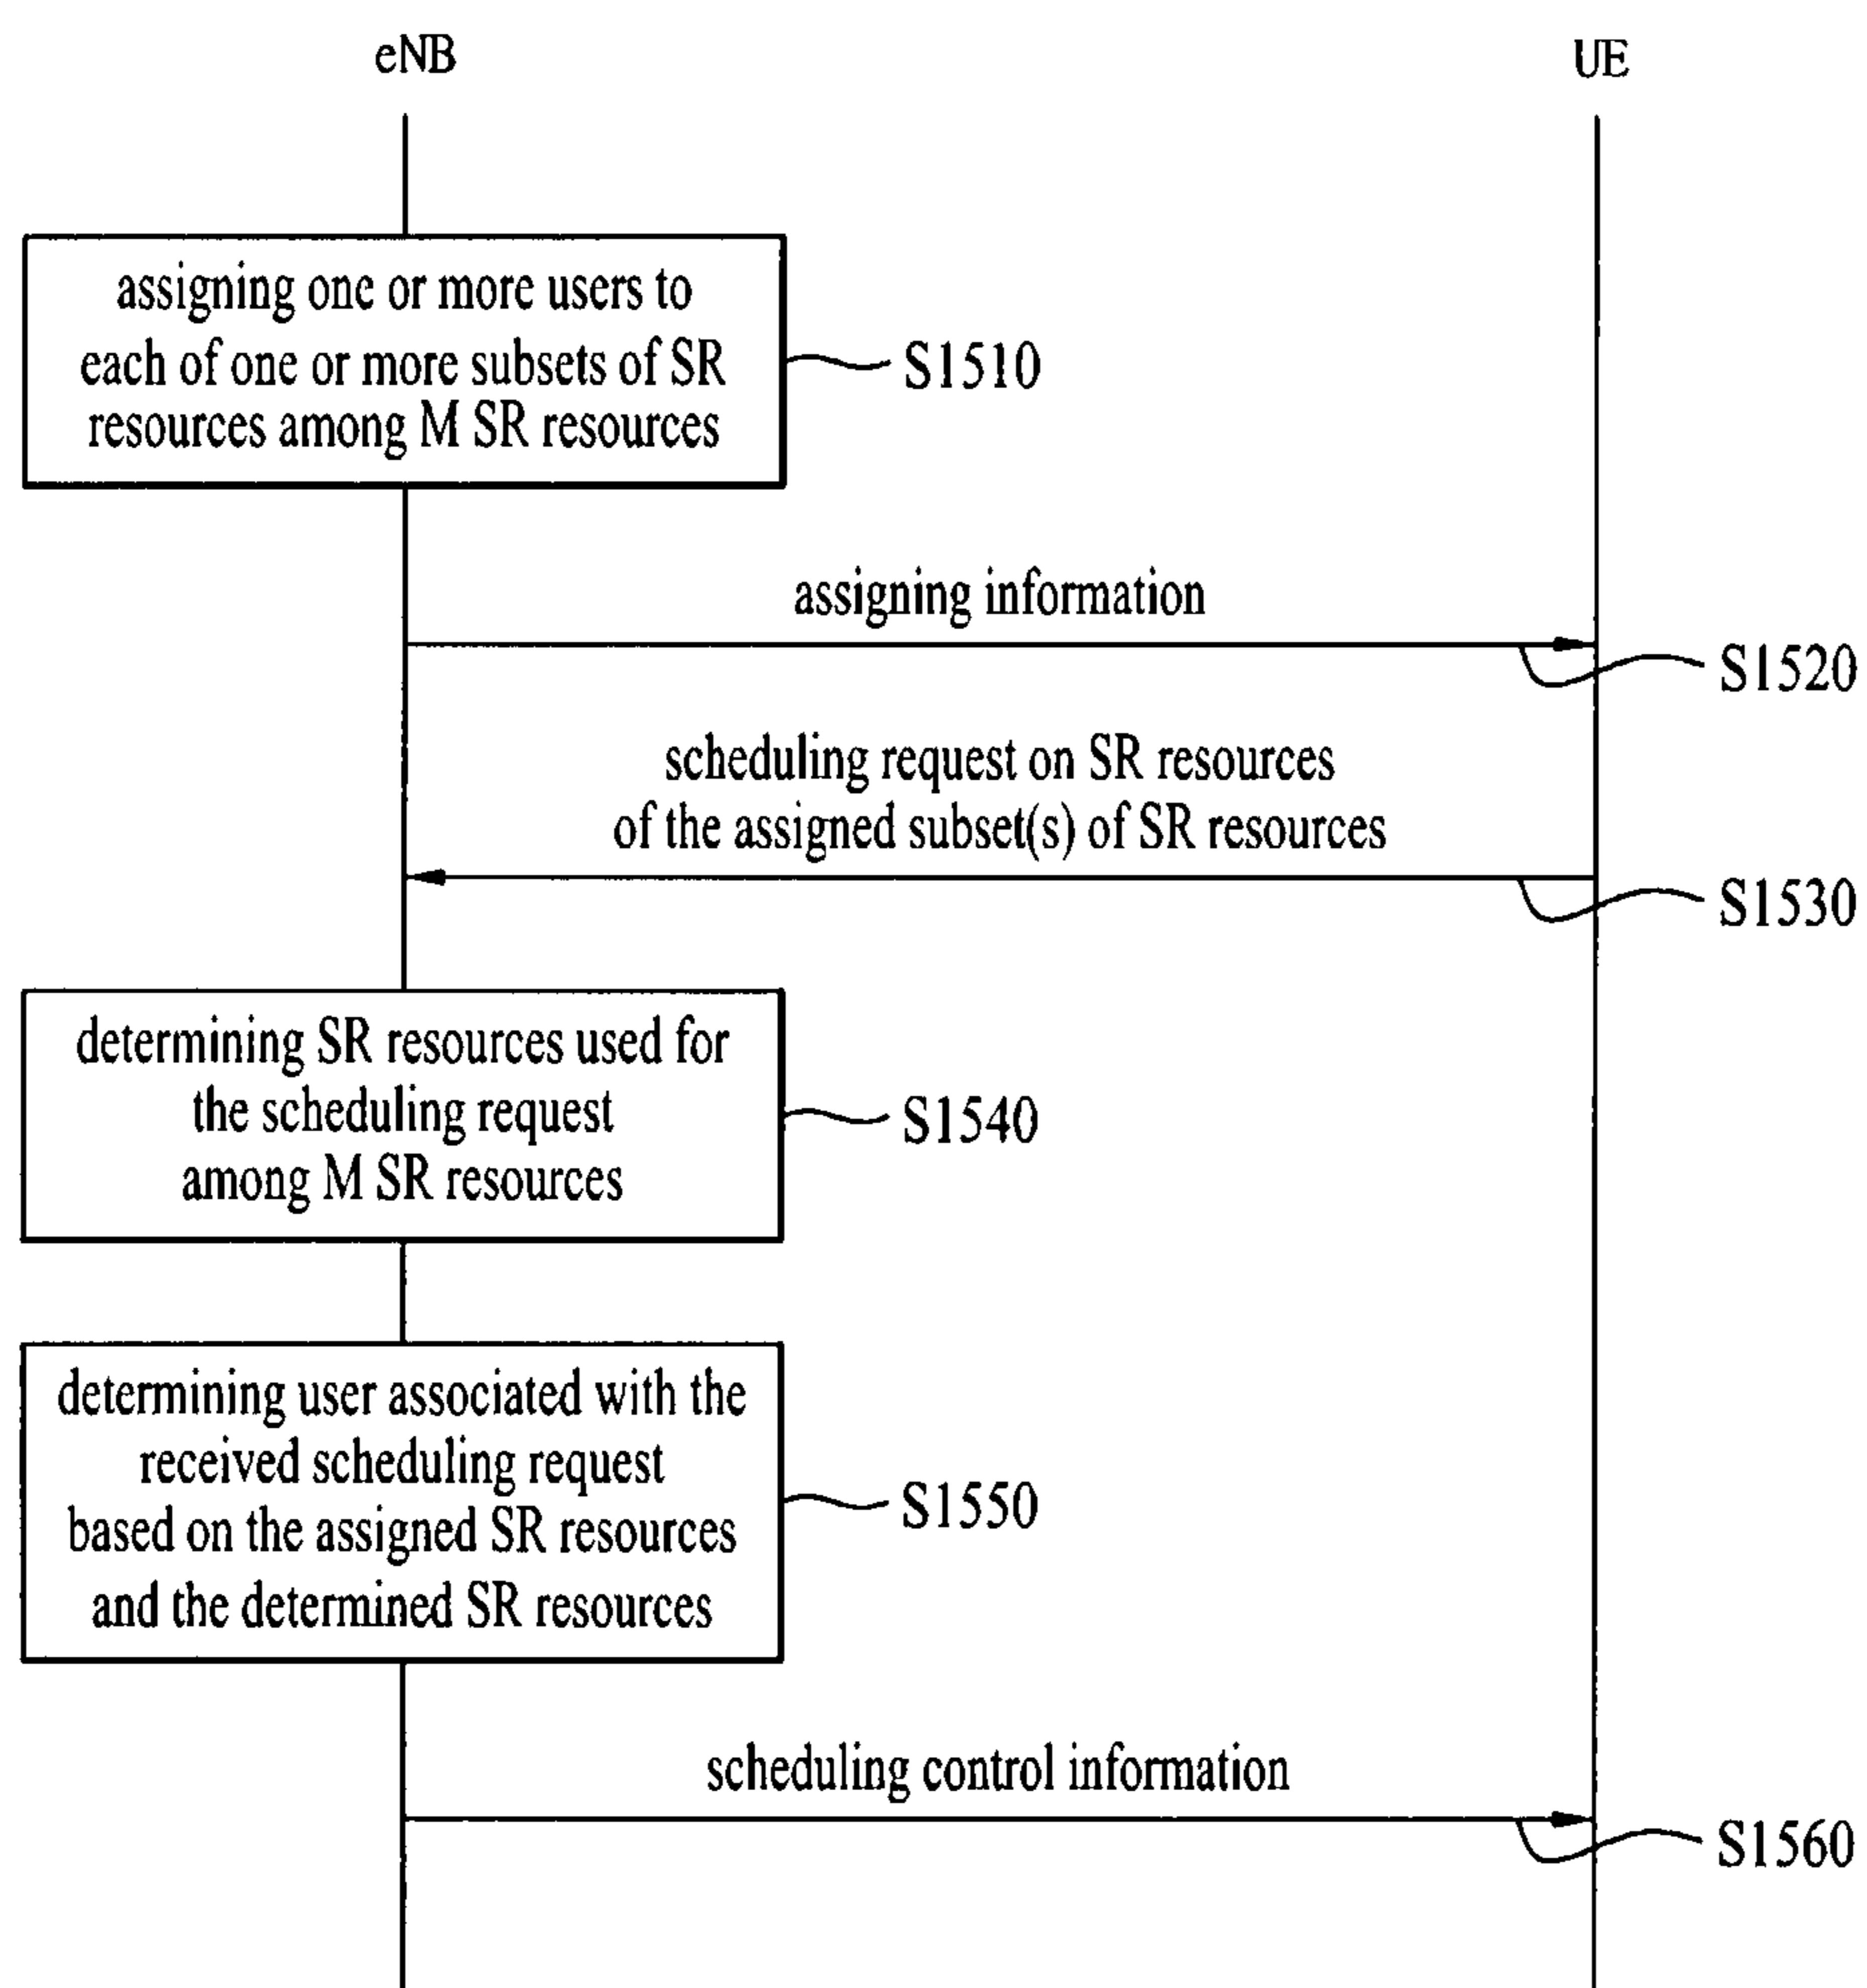 eNB
UE
assigning one or more users to
each of one or more subsets of SR
resources among M SR resources
S1510
assigning information
S1520
scheduling request on SR resources
of the assigned subset(s) of SR resources
S1530
determining SR resources used for
the scheduling request
among M SR resources
S1540
determining user associated with the
received scheduling request
based on the assigned SR resources
and the determined SR resources
S1550
scheduling control information
S1560